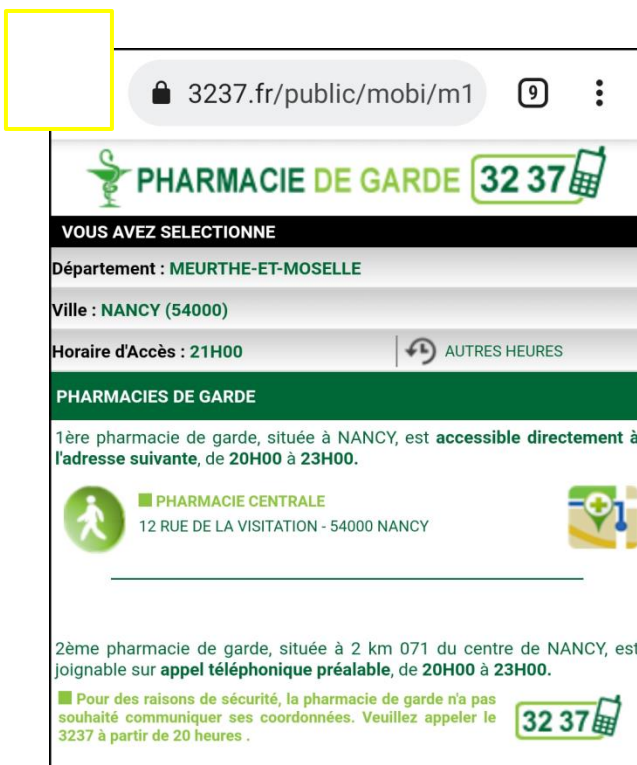 3237.fr/public/mobi/m1 9
PHARMACIE DE GARDE 32 37
VOUS AVEZ SELECTIONNE
Département : MEURTHE-ET-MOSELLE
Ville : NANCY (54000)
Horaire d'Accès : 21H00 AUTRES HEURES
PHARMACIES DE GARDE
1ère pharmacie de garde, située à NANCY, est accessible directement à
l'adresse suivante, de 20H00 à 23H00.
PHARMACIE CENTRALE
12 RUE DE LA VISITATION - 54000 NANCY
2ème pharmacie de garde, située à 2 km 071 du centre de NANCY, est
joignable sur appel téléphonique préalable, de 20H00 à 23H00.
Pour des raisons de sécurité, la pharmacie de garde n'a pas
souhaité communiquer ses coordonnées. Veuillez appeler le
3237 à partir de 20 heures .
32 37